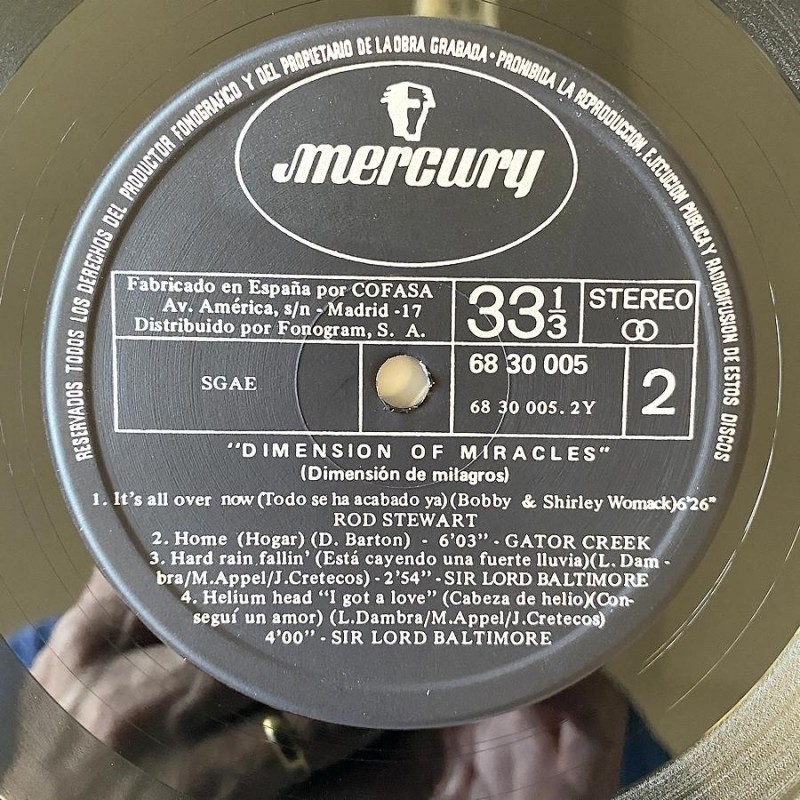 RESERVADOS TODOS LOS DERECHOS DEL PRODUCTOR FONOGRAFICO Y DEL PROPIETARIO DE LA OBRA GRABADA • PROHIBIDA LA REPRODUCCION, EJECUCION PUBLICA Y RADIODIFUSION DE ESTOS DISCOS
mercury
Fabricado en España por COFASA
Av. América, s/n - Madrid -17
Distribuido por Fonogram, S. A.
33 1/3
STEREO
SGAE
68 30 005
68 30 005. 2Y
2
"DIMENSION OF MIRACLES"
(Dimensión de milagros)
1. It's all over now (Todo se ha acabado ya) (Bobby & Shirley Womack) 6'26"
ROD STEWART
2. Home (Hogar) (D. Barton) - 6'03" - GATOR CREEK
3. Hard rain fallin' (Está cayendo una fuerte lluvia) (L. Dam-
bra/M. Appel/J. Cretecos) - 2'54" - SIR LORD BALTIMORE
4. Helium head "I got a love" (Cabeza de helio)(Con-
seguí un amor) (L. Dambra/M. Appel/J. Cretecos)
4'00" - SIR LORD BALTIMORE